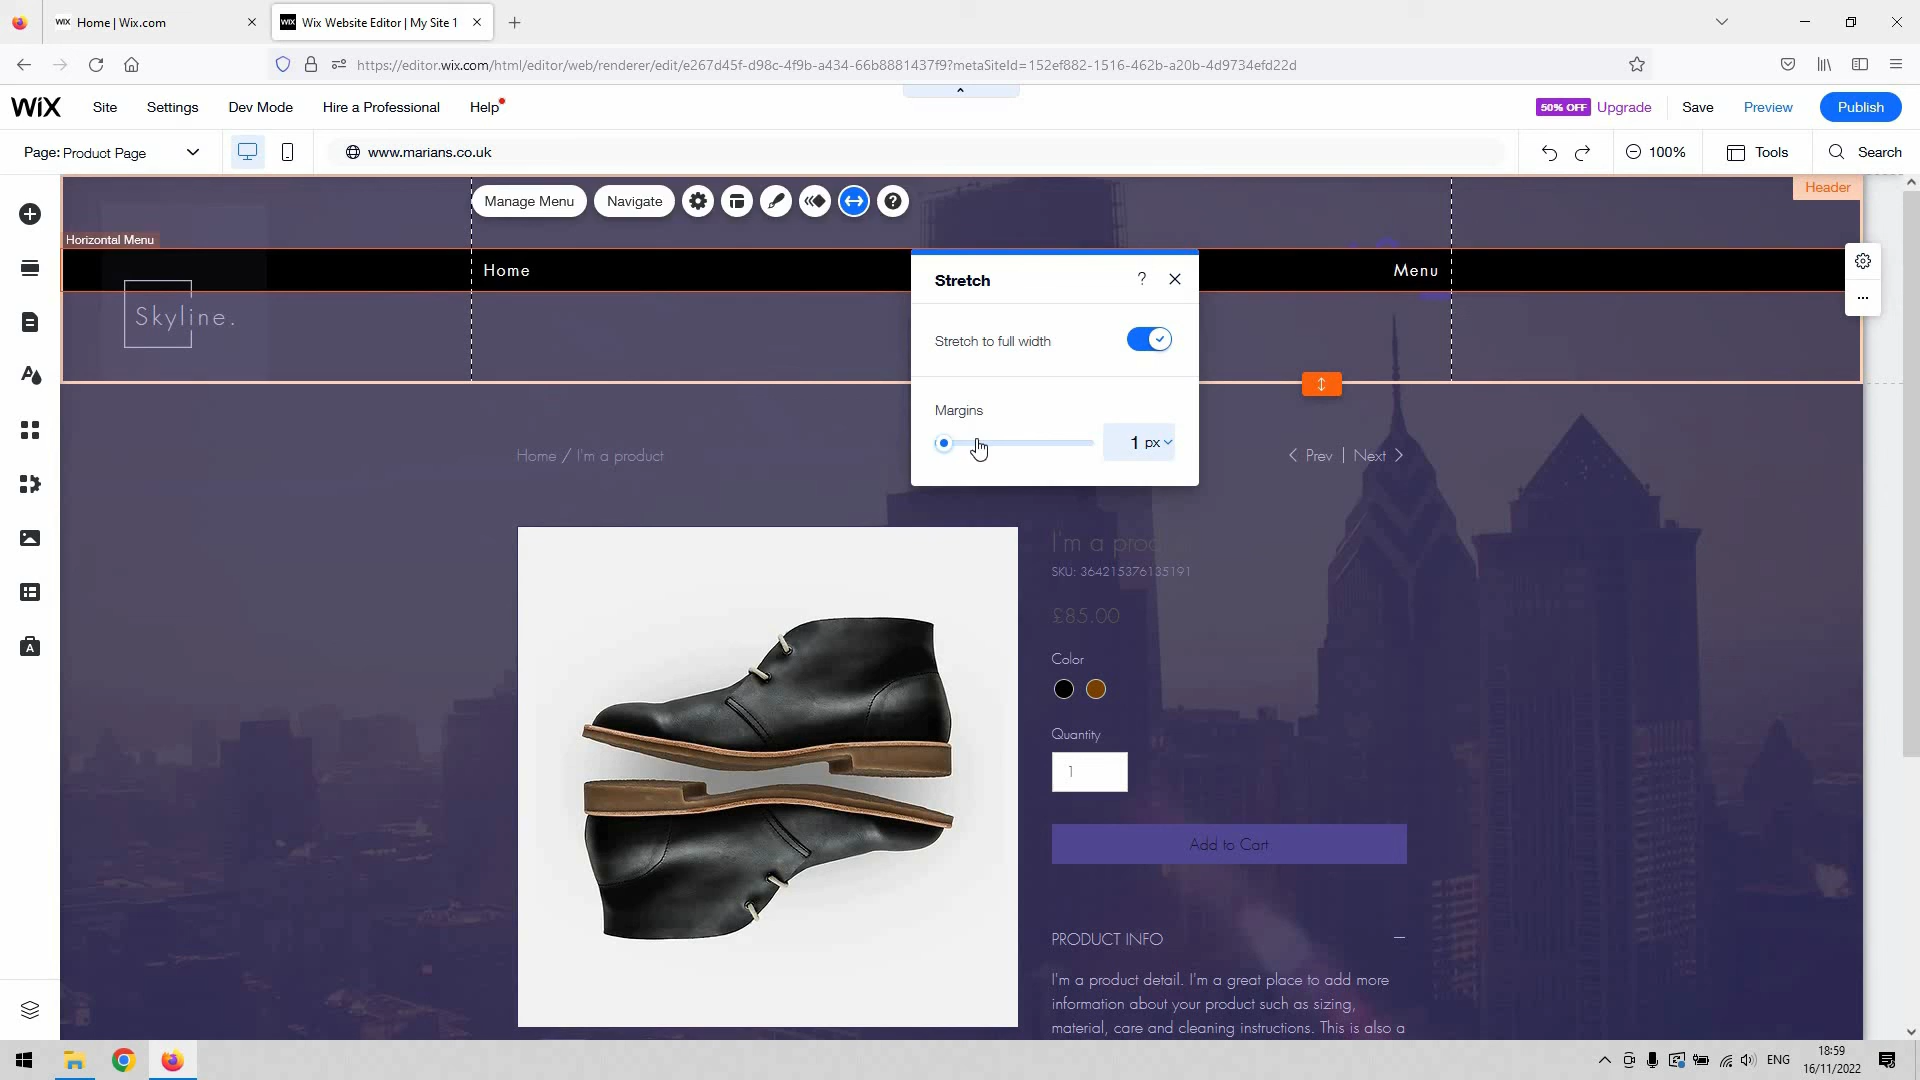 WiX Home | Wix.com
WiX Wix Website Editor | My Site 1
https://editor.wix.com/html/editor/web/renderer/edit/e267d45f-d98c-4f9b-a434-66b8881437f9?metaSiteId=152ef882-1516-462b-a20b-4d9734efd22d
WiX Site Settings Dev Mode Hire a Professional Help 50% OFF Upgrade Save Preview Publish
Page: Product Page www.marians.co.uk 100% Tools Search
Manage Menu Navigate ? Header
Horizontal Menu
Home Menu
Skyline.
Stretch ?
Stretch to full width
Margins
1 px
Home / I'm a product
Prev | Next
I'm a prod
SKU: 364215376135191
£85.00
Color
Quantity
1
Add to Cart
PRODUCT INFO
I'm a product detail. I'm a great place to add more
information about your product such as sizing,
material, care and cleaning instructions. This is also a
A
ENG 18:59
16/11/2022